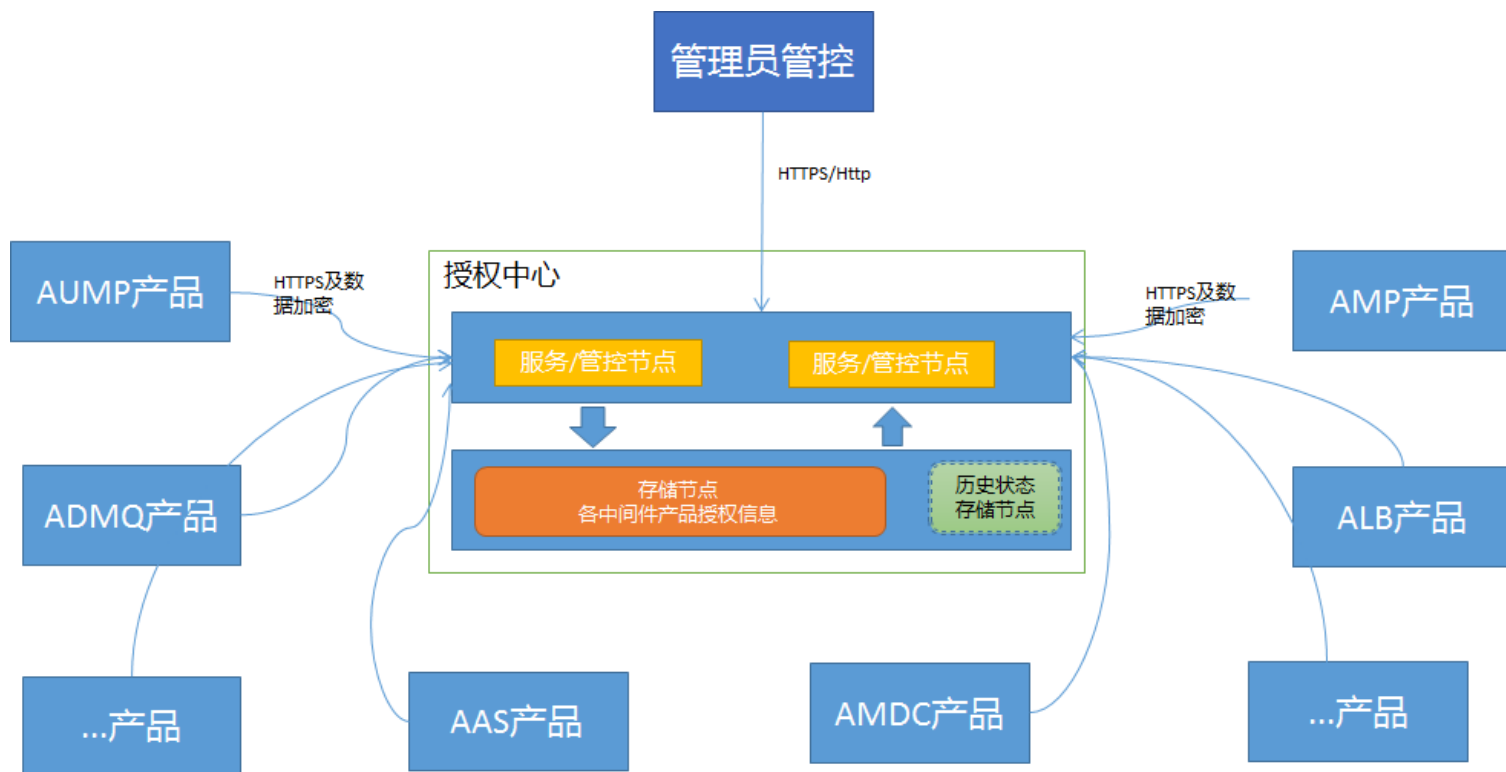 管理员管控
HTTPS/Http
AUMP产品
HTTPS及数
据加密
授权中心
HTTPS及数
据加密
AMP产品
服务/管控节点
服务/管控节点
ADMQ产品
存储节点
各中间件产品授权信息
历史状态
存储节点
ALB产品
...产品
AAS产品
AMDC产品
...产品